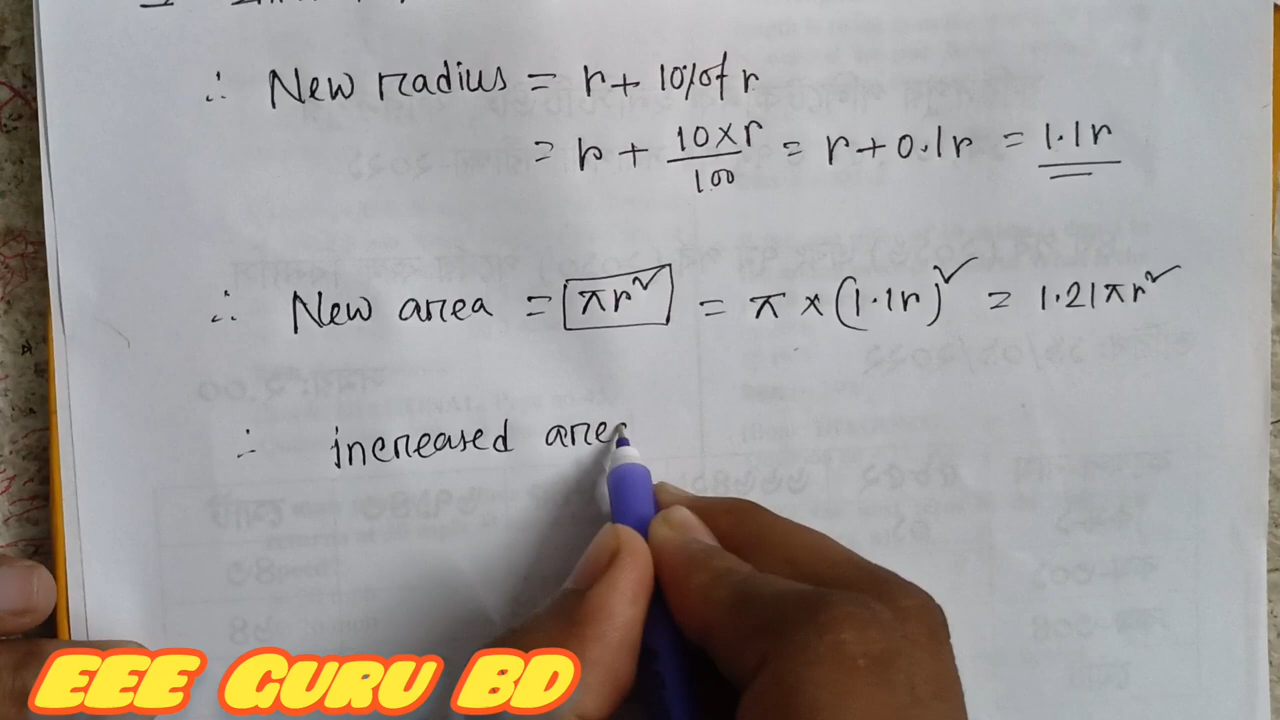 ∴ New radius = r + 10% of r
= r + 10×r/100 = r + 0.1r = 1.1r
∴ New area = πr² = π × (1.1r)² = 1.21πr²
∴ increased area
EEE GURU BD